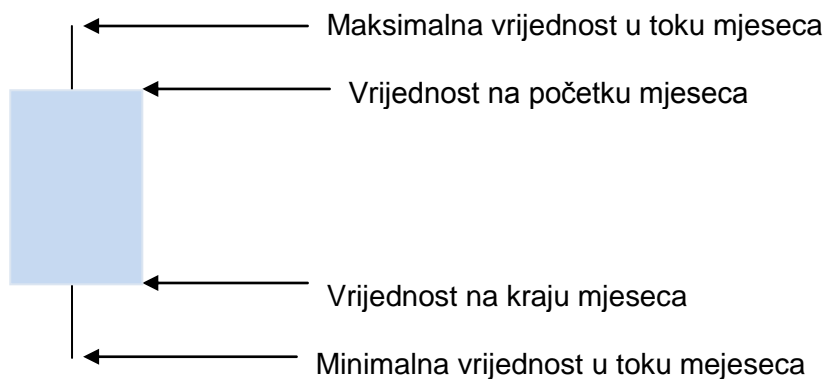 Maksimalna vrijednost u toku mjeseca
Vrijednost na početku mjeseca
Vrijednost na kraju mjeseca
Minimalna vrijednost u toku mejeseca